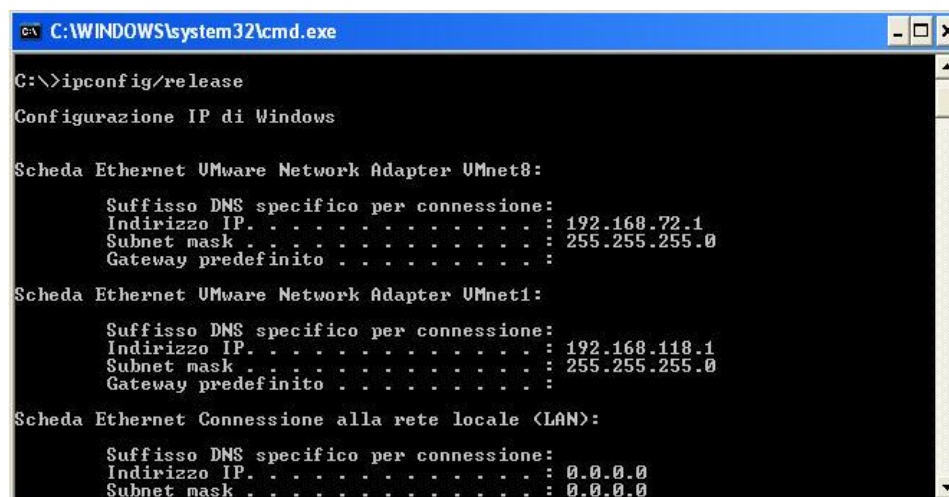 C:\WINDOWS\system32\cmd.exe
C:\>ipconfig/release
Configurazione IP di Windows
Scheda Ethernet VMware Network Adapter VMnet8:
Suffisso DNS specifico per connessione:
Indirizzo IP. . . . . . . . . . . . . : 192.168.72.1
Subnet mask . . . . . . . . . . . . . : 255.255.255.0
Gateway predefinito . . . . . . . . . :
Scheda Ethernet VMware Network Adapter VMnet1:
Suffisso DNS specifico per connessione:
Indirizzo IP. . . . . . . . . . . . . : 192.168.118.1
Subnet mask . . . . . . . . . . . . . : 255.255.255.0
Gateway predefinito . . . . . . . . . :
Scheda Ethernet Connessione alla rete locale (LAN):
Suffisso DNS specifico per connessione:
Indirizzo IP. . . . . . . . . . . . . : 0.0.0.0
Subnet mask . . . . . . . . . . . . . : 0.0.0.0